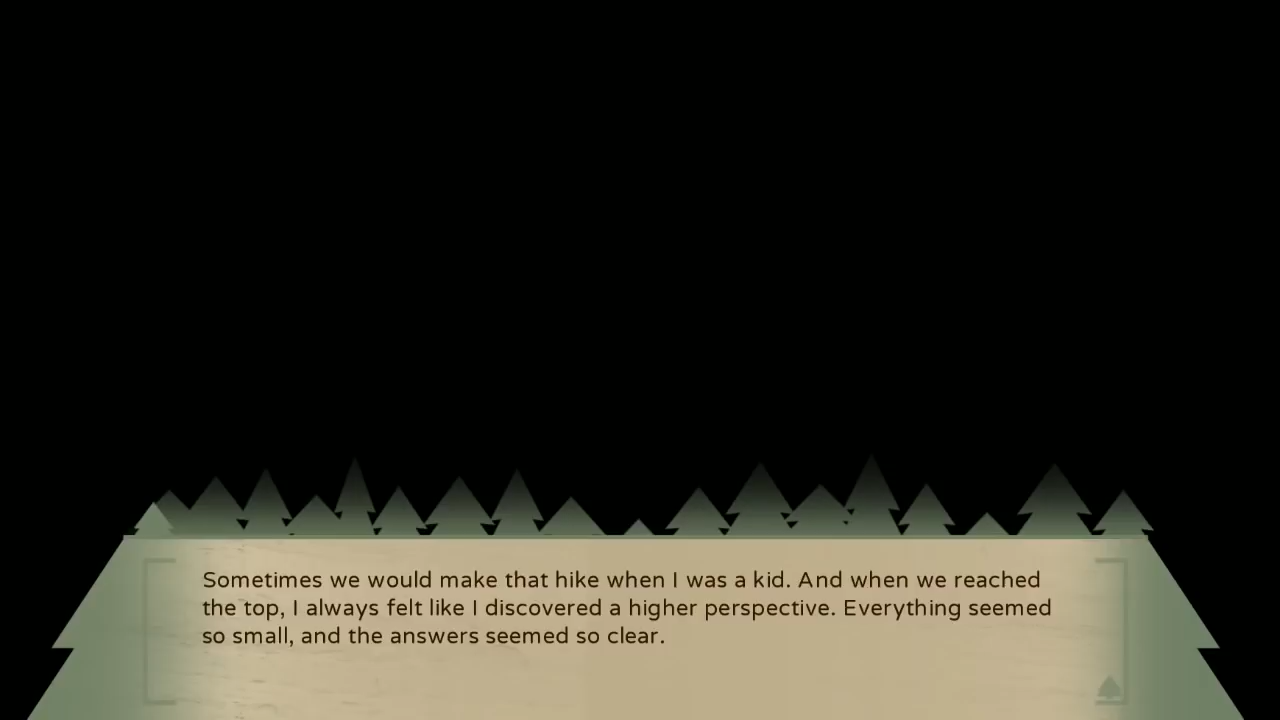 Sometimes we would make that hike when I was a kid. And when we reached
the top, I always felt like I discovered a higher perspective. Everything seemed
so small, and the answers seemed so clear.